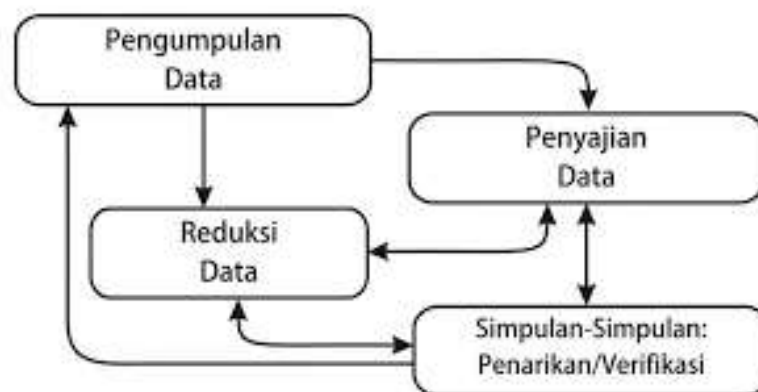 Pengumpulan
Data
Penyajian
Data
Reduksi
Data
Simpulan-Simpulan:
Penarikan/Verifikasi